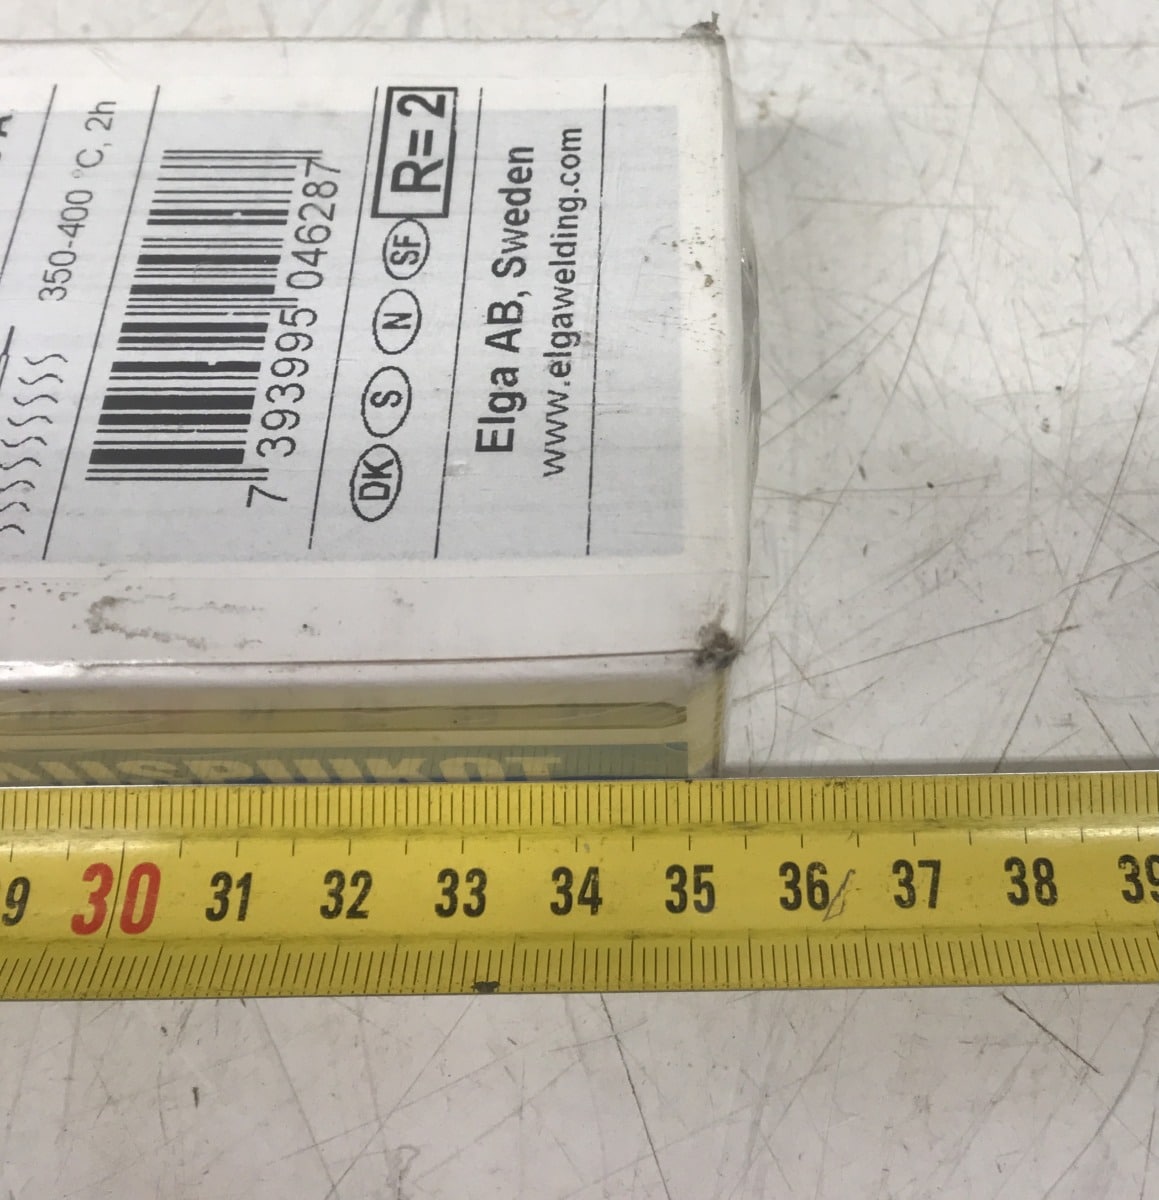 350-400 °C, 2h
7 393995 046287
DK S N SF R= 2
Elga AB, Sweden
www.elgawelding.com
30 31 32 33 34 35 36 37 38 39